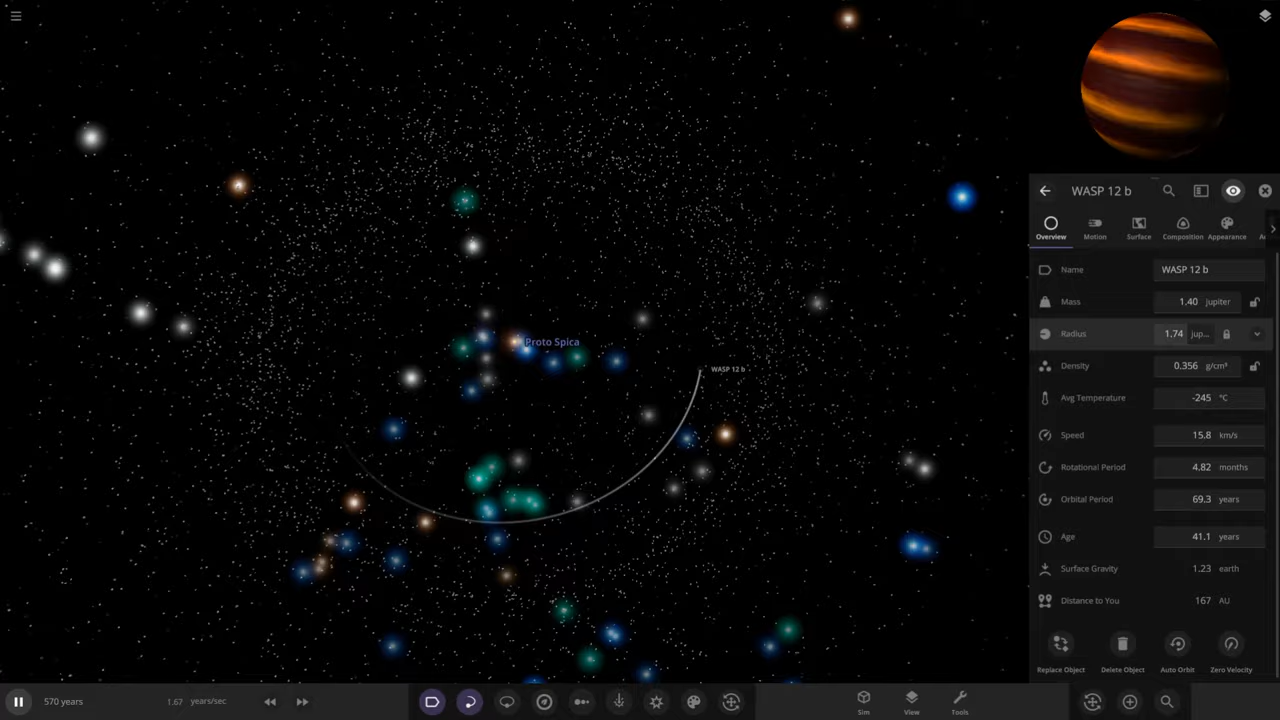 WASP 12 b
Overview
Motion
Surface
Composition
Appearance
Name WASP 12 b
Mass 1.40 jupiter
Radius 1.74 jup...
Density 0.356 g/cm³
Avg Temperature -245 °C
Speed 15.8 km/s
Rotational Period 4.82 months
Orbital Period 69.3 years
Age 41.1 years
Surface Gravity 1.23 earth
Distance to You 167 AU
Replace Object
Delete Object
Auto Orbit
Zero Velocity
Proto Spica
WASP 12 b
570 years
1.67 years/sec
Sim
View
Tools